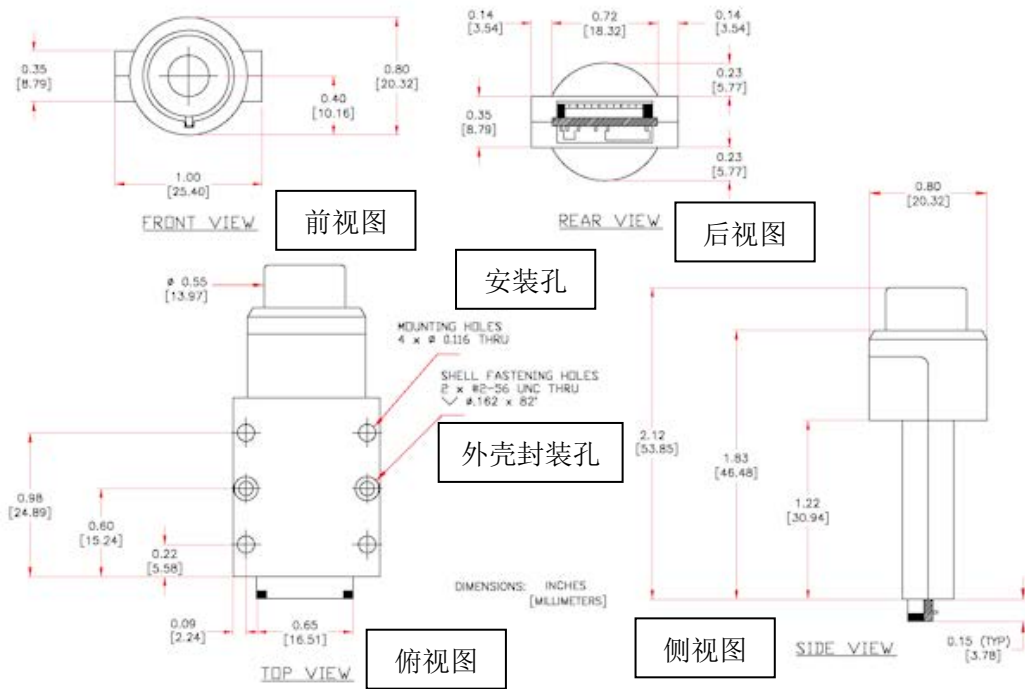 0.35
[8.79]
0.80
[20.32]
0.40
[10.16]
1.00
[25.40]
FRONT VIEW
前视图
0.14
[3.54]
0.72
[18.32]
0.14
[3.54]
0.23
[5.77]
0.35
[8.79]
0.23
[5.77]
REAR VIEW
后视图
安装孔
ø 0.55
[13.97]
MOUNTING HOLES
4 x ø 0.116 THRU
SHELL FASTENING HOLES
2 x #2-56 UNC THRU
ø.162 x 82°
外壳封装孔
0.98
[24.89]
0.60
[15.24]
0.22
[5.58]
0.09
[2.24]
0.65
[16.51]
TOP VIEW
俯视图
DIMENSIONS: INCHES
[MILLIMETERS]
0.80
[20.32]
2.12
[53.85]
1.83
[46.48]
1.22
[30.94]
0.15 (TYP)
[3.78]
侧视图
SIDE VIEW